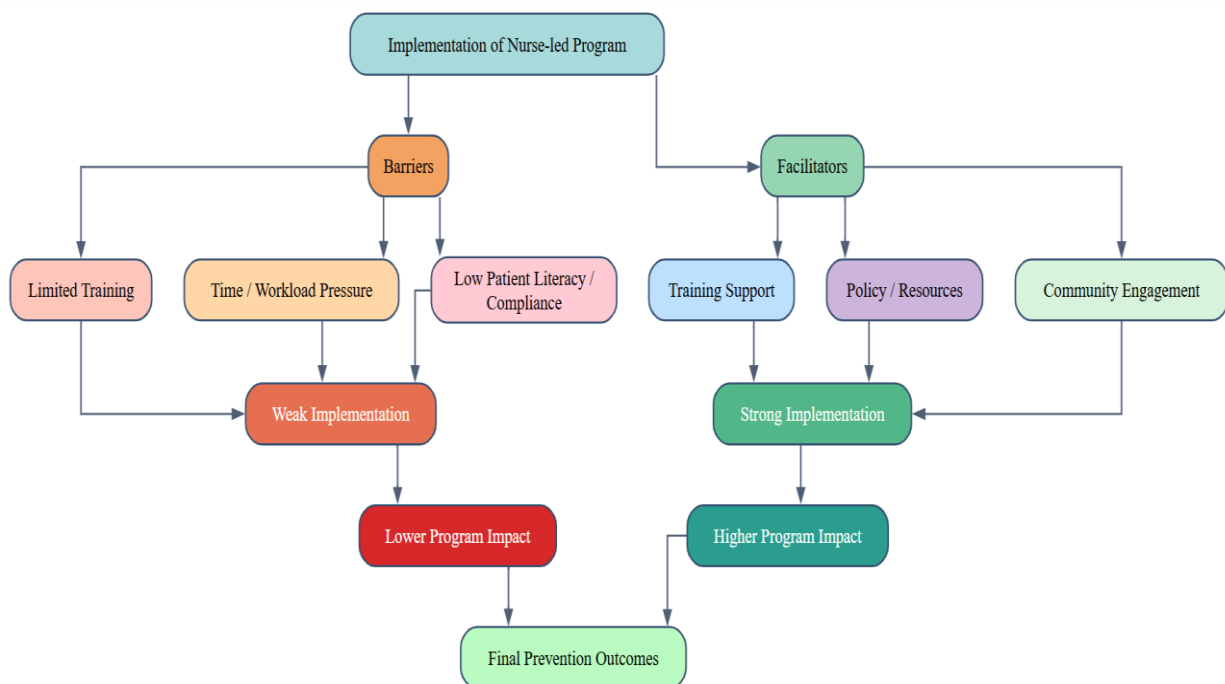 Implementation of Nurse-led Program
Barriers
Facilitators
Limited Training
Time / Workload Pressure
Low Patient Literacy /
Compliance
Training Support
Policy / Resources
Community Engagement
Weak Implementation
Strong Implementation
Lower Program Impact
Higher Program Impact
Final Prevention Outcomes